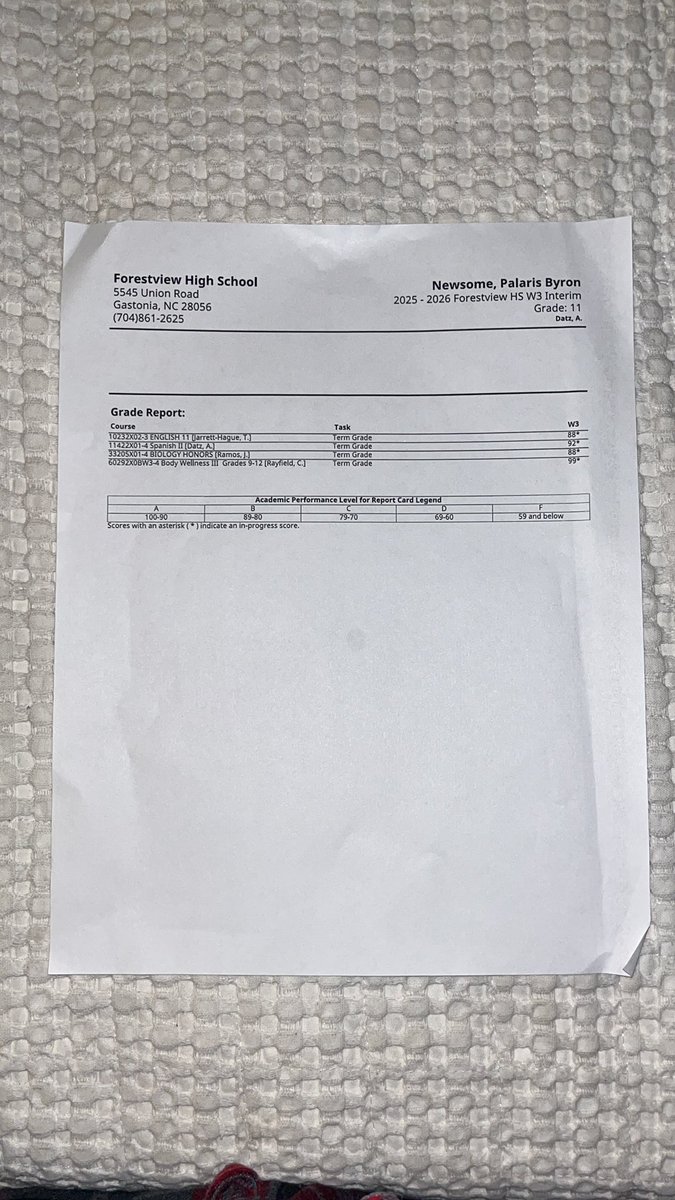 Forestview High School
5545 Union Road
Gastonia, NC 28056
(704)861-2625
Newsome, Palaris Byron
2025 - 2026 Forestview HS W3 Interim
Grade: 11
Datz, A.
Grade Report:
Course Task W3
10232X02-3 ENGLISH 11 [Jarrett-Hague, T.] Term Grade 88*
11422X01-4 Spanish II [Datz, A.] Term Grade 92*
33205X01-4 BIOLOGY HONORS [Ramos, J.] Term Grade 88*
60292X0BW3-4 Body Wellness III Grades 9-12 [Rayfield, C.] Term Grade 99*
Academic Performance Level for Report Card Legend
A B C D F
100-90 89-80 79-70 69-60 59 and below
Scores with an asterisk ( * ) indicate an in-progress score.